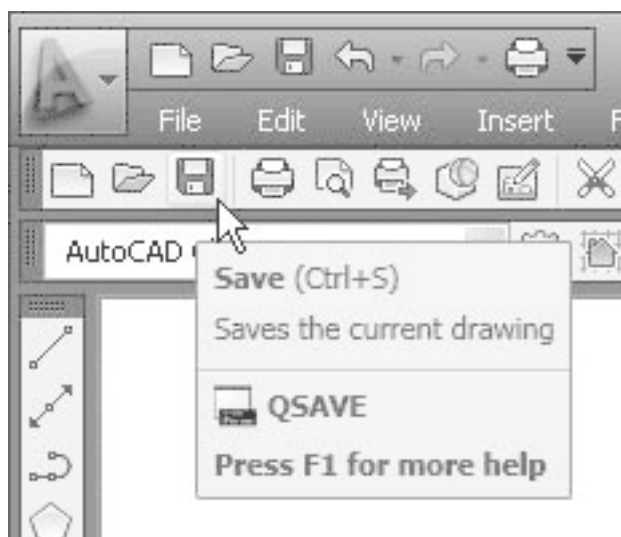 File Edit View Insert F
AutoCAD
Save (Ctrl+S)
Saves the current drawing
QSAVE
Press F1 for more help